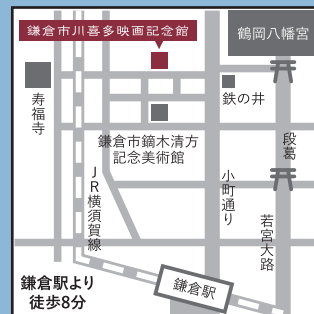 鎌倉市川喜多映画記念館
鶴岡八幡宮
鉄の井
寿福寺
鎌倉市鏑木清方
記念美術館
段葛
JR横須賀線
小町通り
若宮大路
鎌倉駅より
徒歩8分
鎌倉駅